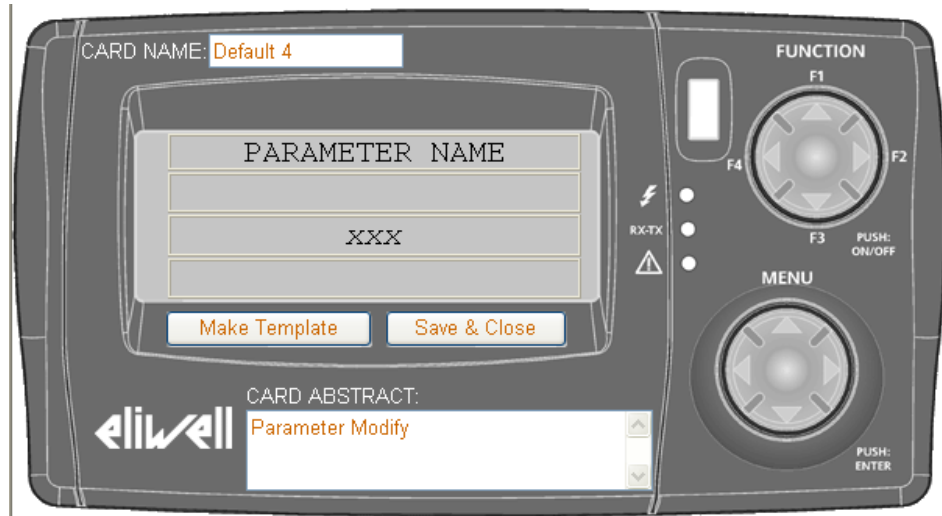 CARD NAME: Default 4
FUNCTION
F1
PARAMETER NAME
F4
F2
xxx
RX-TX
F3
PUSH:
ON/OFF
MENU
Make Template
Save & Close
CARD ABSTRACT:
eliwell
Parameter Modify
PUSH:
ENTER